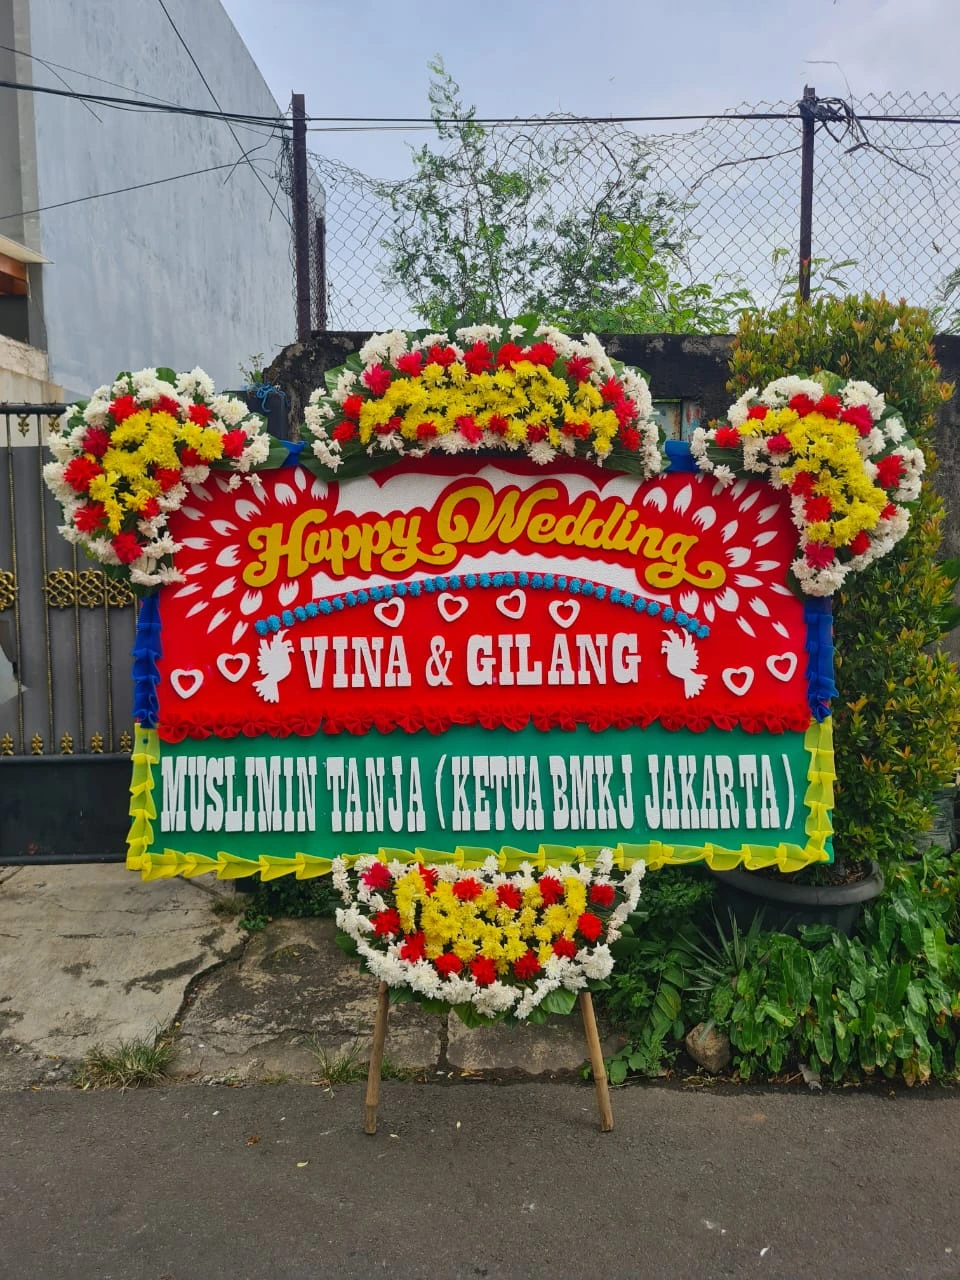 Happy Wedding
VINA & GILANG
MUSLIMIN TANJA (KETUA BMKJ JAKARTA)